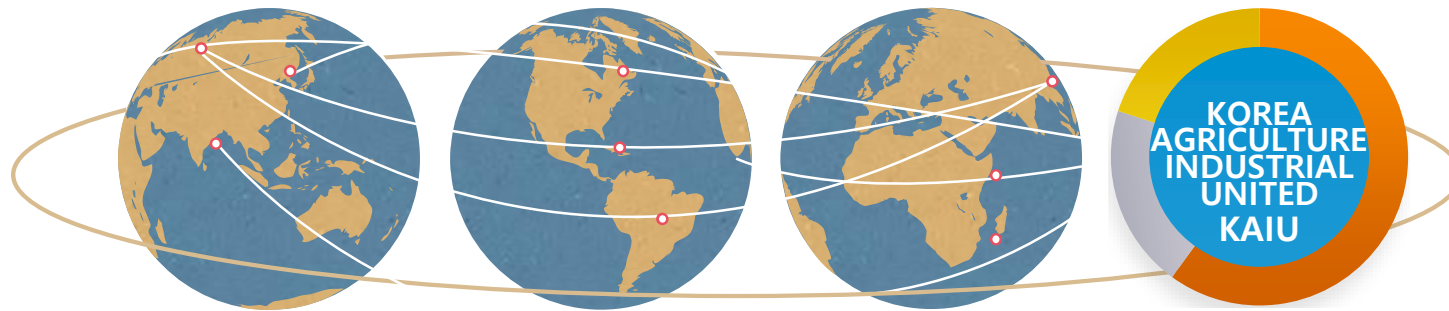 KOREA
AGRICULTURE
INDUSTRIAL
UNITED
KAIU